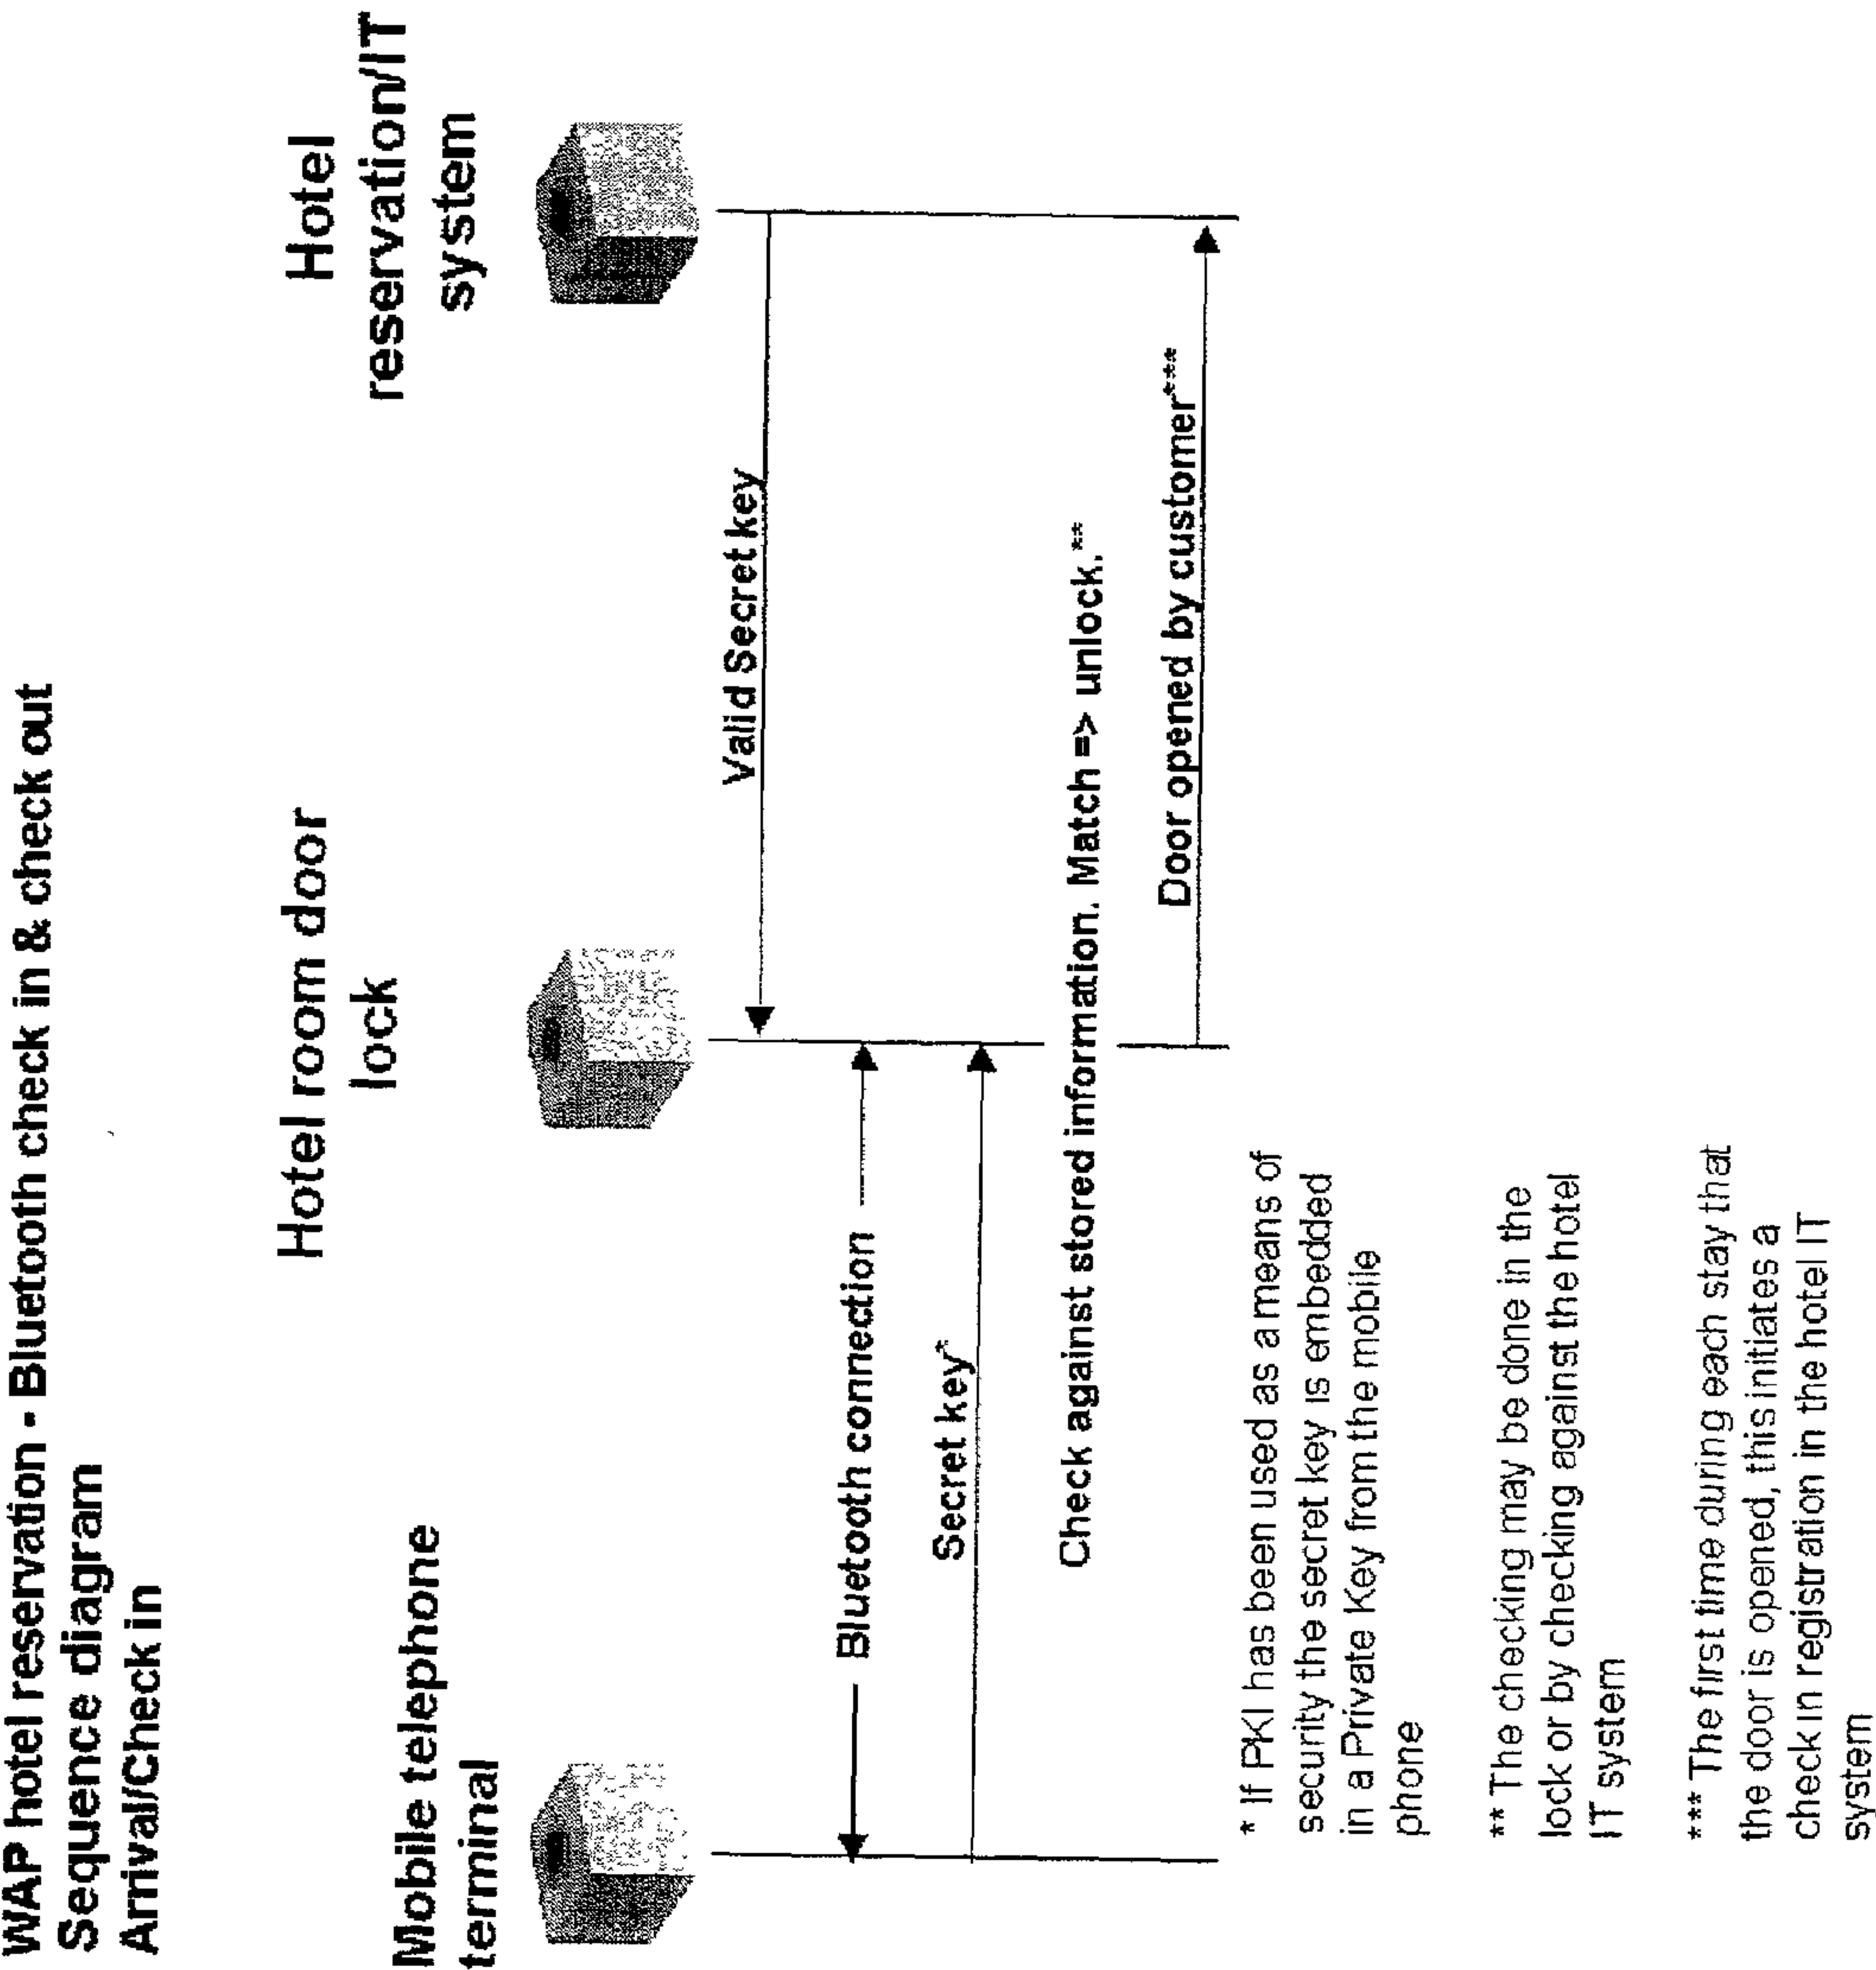 WAP hotel reservation - Bluetooth check in & check out
Sequence diagram
Arrival/Check in
Mobile telephone
terminal
Hotel room door
lock
Hotel
reservation/IT
system
Valid Secret key
Bluetooth connection
Secret key*
Check against stored information. Match => unlock.**
Door opened by customer***
* If PKI has been used as a means of
security the secret key is embedded
in a Private Key from the mobile
phone
** The checking may be done in the
lock or by checking against the hotel
IT system
*** The first time during each stay that
the door is opened, this initiates a
check in registration in the hotel IT
system